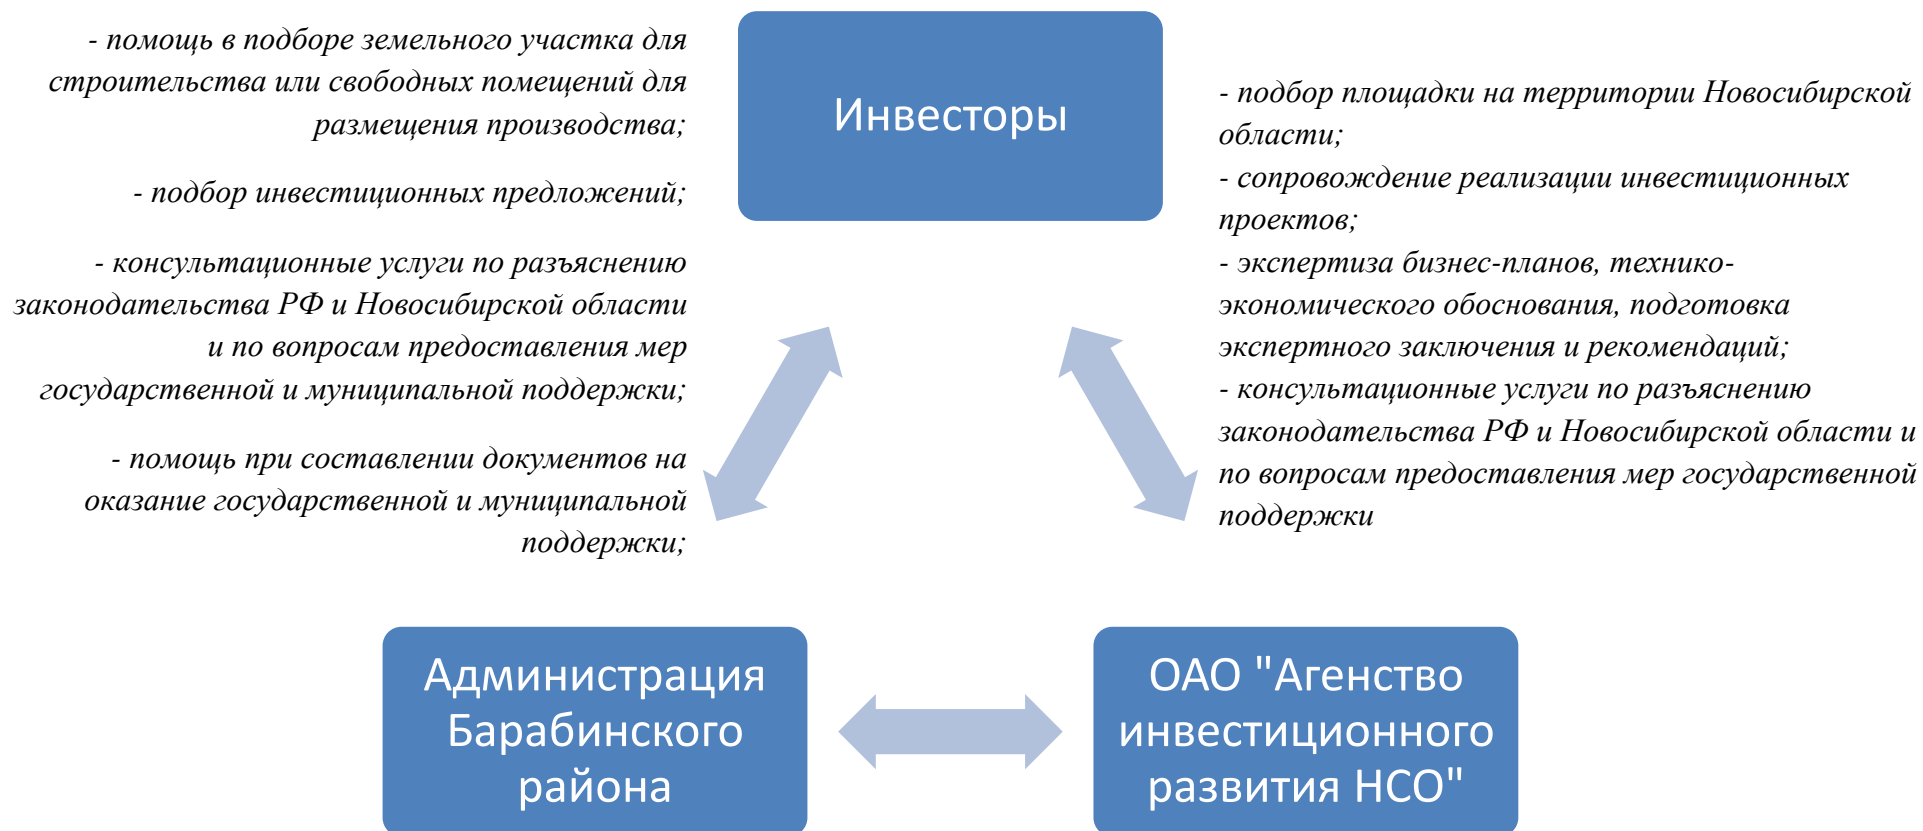 - помощь в подборе земельного участка для
строительства или свободных помещений для
размещения производства;
- подбор инвестиционных предложений;
- консультационные услуги по разъяснению
законодательства РФ и Новосибирской области
и по вопросам предоставления мер
государственной и муниципальной поддержки;
- помощь при составлении документов на
оказание государственной и муниципальной
поддержки;
Инвесторы
- подбор площадки на территории Новосибирской
области;
- сопровождение реализации инвестиционных
проектов;
- экспертиза бизнес-планов, технико-
экономического обоснования, подготовка
экспертного заключения и рекомендаций;
- консультационные услуги по разъяснению
законодательства РФ и Новосибирской области и
по вопросам предоставления мер государственной
поддержки
Администрация
Барабинского
района
ОАО "Агенство
инвестиционного
развития НСО"